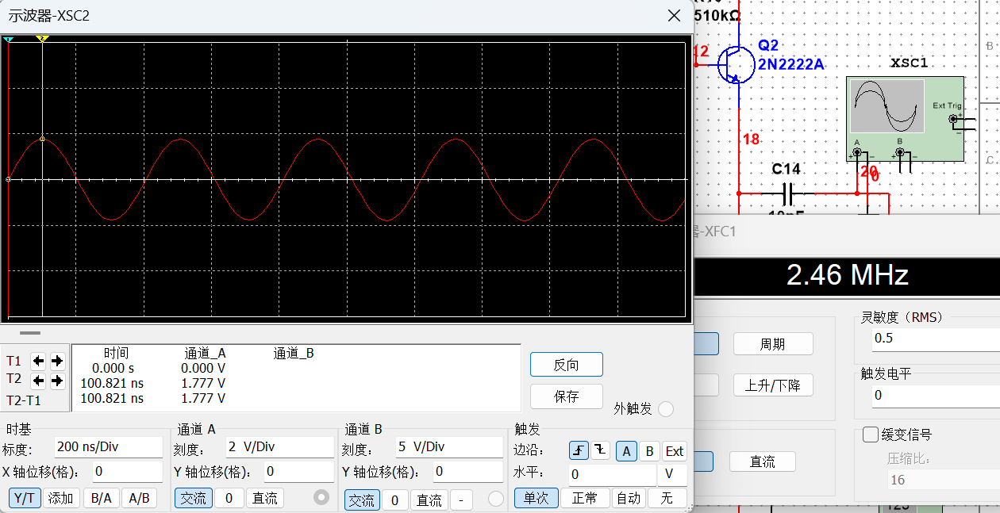 示波器-XSC2
510kΩ
12
Q2
2N2222A
XSC1
Ext Trig
A
B
18
C14
20
0
器-XFC1
2.46 MHz
灵敏度（RMS）
0.5
周期
触发电平
0
上升/下降
缓变信号
压缩比：
16
直流
时间 通道_A 通道_B
T1 0.000 s 0.000 V
T2 100.821 ns 1.777 V
T2-T1 100.821 ns 1.777 V
反向
保存
外触发
时基
标度： 200 ns/Div
X 轴位移(格)： 0
Y/T 添加 B/A A/B
通道 A
刻度： 2 V/Div
Y 轴位移(格)： 0
交流 0 直流
通道 B
刻度： 5 V/Div
Y 轴位移(格)： 0
交流 0 直流 -
触发
边沿： A B Ext
水平： 0 V
单次 正常 自动 无